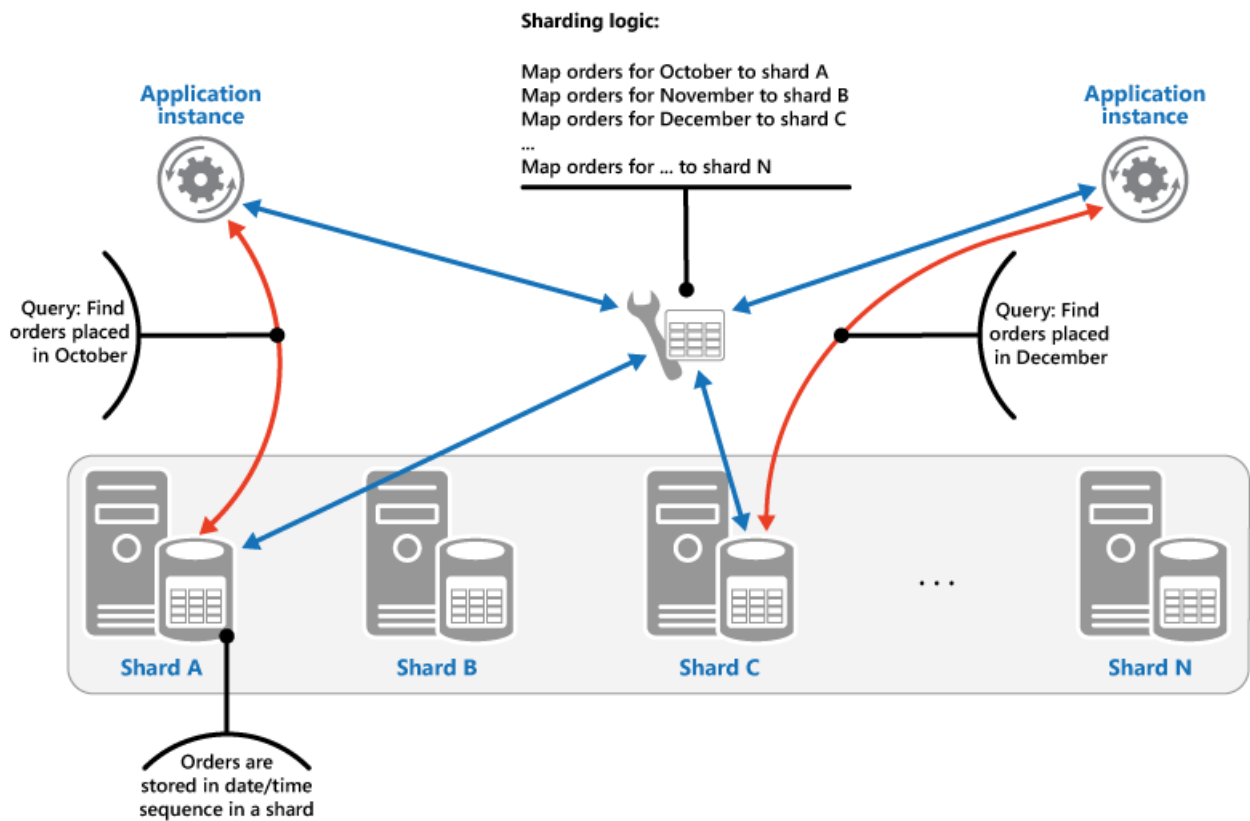 Sharding logic:
Map orders for October to shard A
Map orders for November to shard B
Map orders for December to shard C
...
Map orders for ... to shard N
Application
instance
Application
instance
Query: Find
orders placed
in October
Query: Find
orders placed
in December
...
Shard A
Shard B
Shard C
Shard N
Orders are
stored in date/time
sequence in a shard